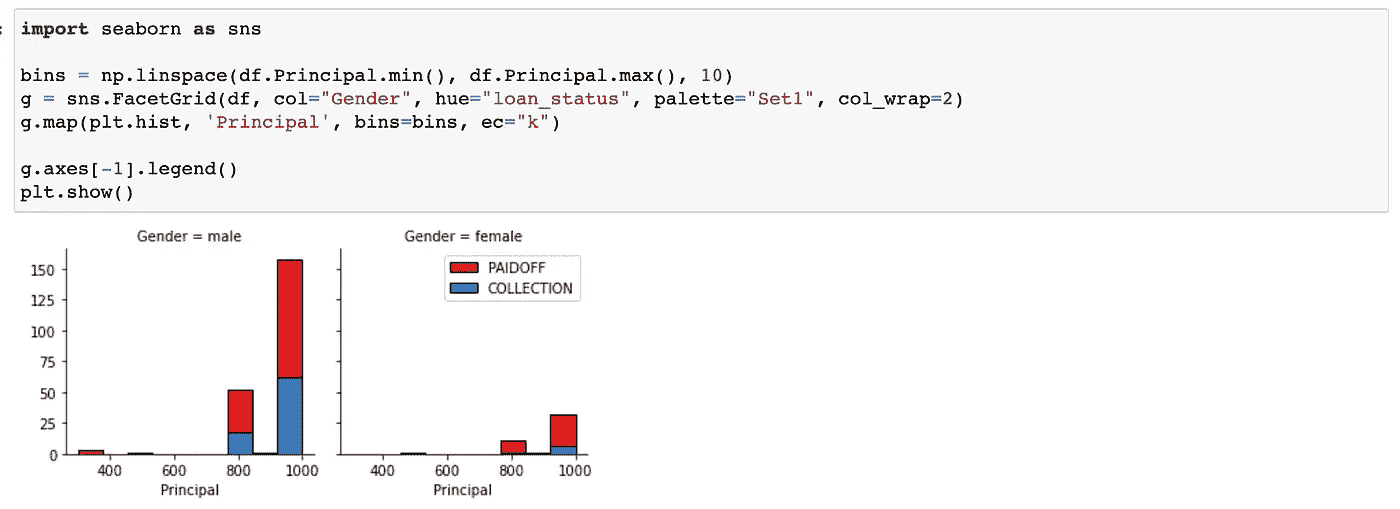 import seaborn as sns
bins = np.linspace(df.Principal.min(), df.Principal.max(), 10)
g = sns.FacetGrid(df, col="Gender", hue="loan_status", palette="Set1", col_wrap=2)
g.map(plt.hist, 'Principal', bins=bins, ec="k")
g.axes[-1].legend()
plt.show()
Gender = male
150
125
100
75
50
25
0
400 600 800 1000
Principal
Gender = female
PAIDOFF
COLLECTION
400 600 800 1000
Principal